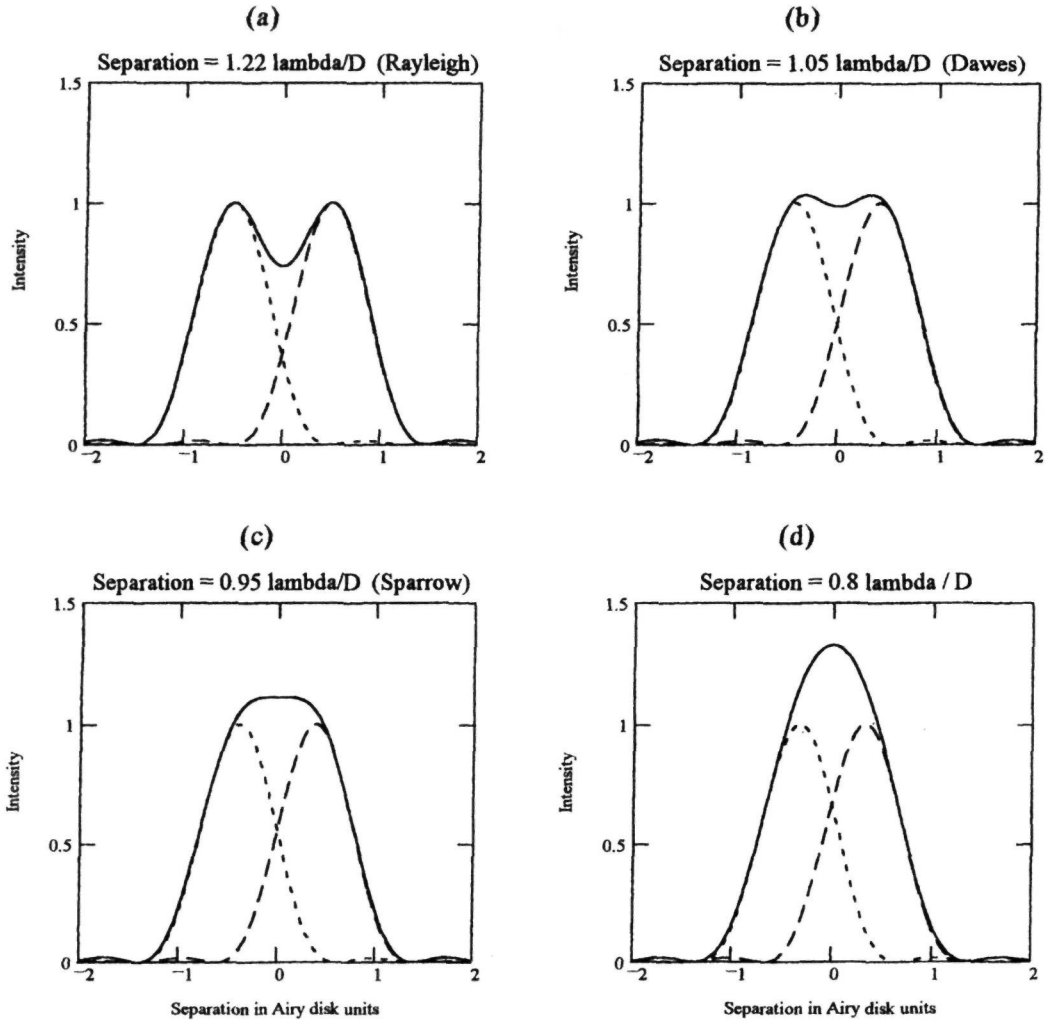 (a)
Separation = 1.22 lambda/D (Rayleigh)
1.5
1
Intensity
0.5
0
−2
−1
0
1
2
(b)
Separation = 1.05 lambda/D (Dawes)
1.5
1
Intensity
0.5
0
−2
−1
0
1
2
(c)
Separation = 0.95 lambda/D (Sparrow)
1.5
1
Intensity
0.5
0
−2
−1
0
1
2
Separation in Airy disk units
(d)
Separation = 0.8 lambda / D
1.5
1
Intensity
0.5
0
−2
−1
0
1
2
Separation in Airy disk units